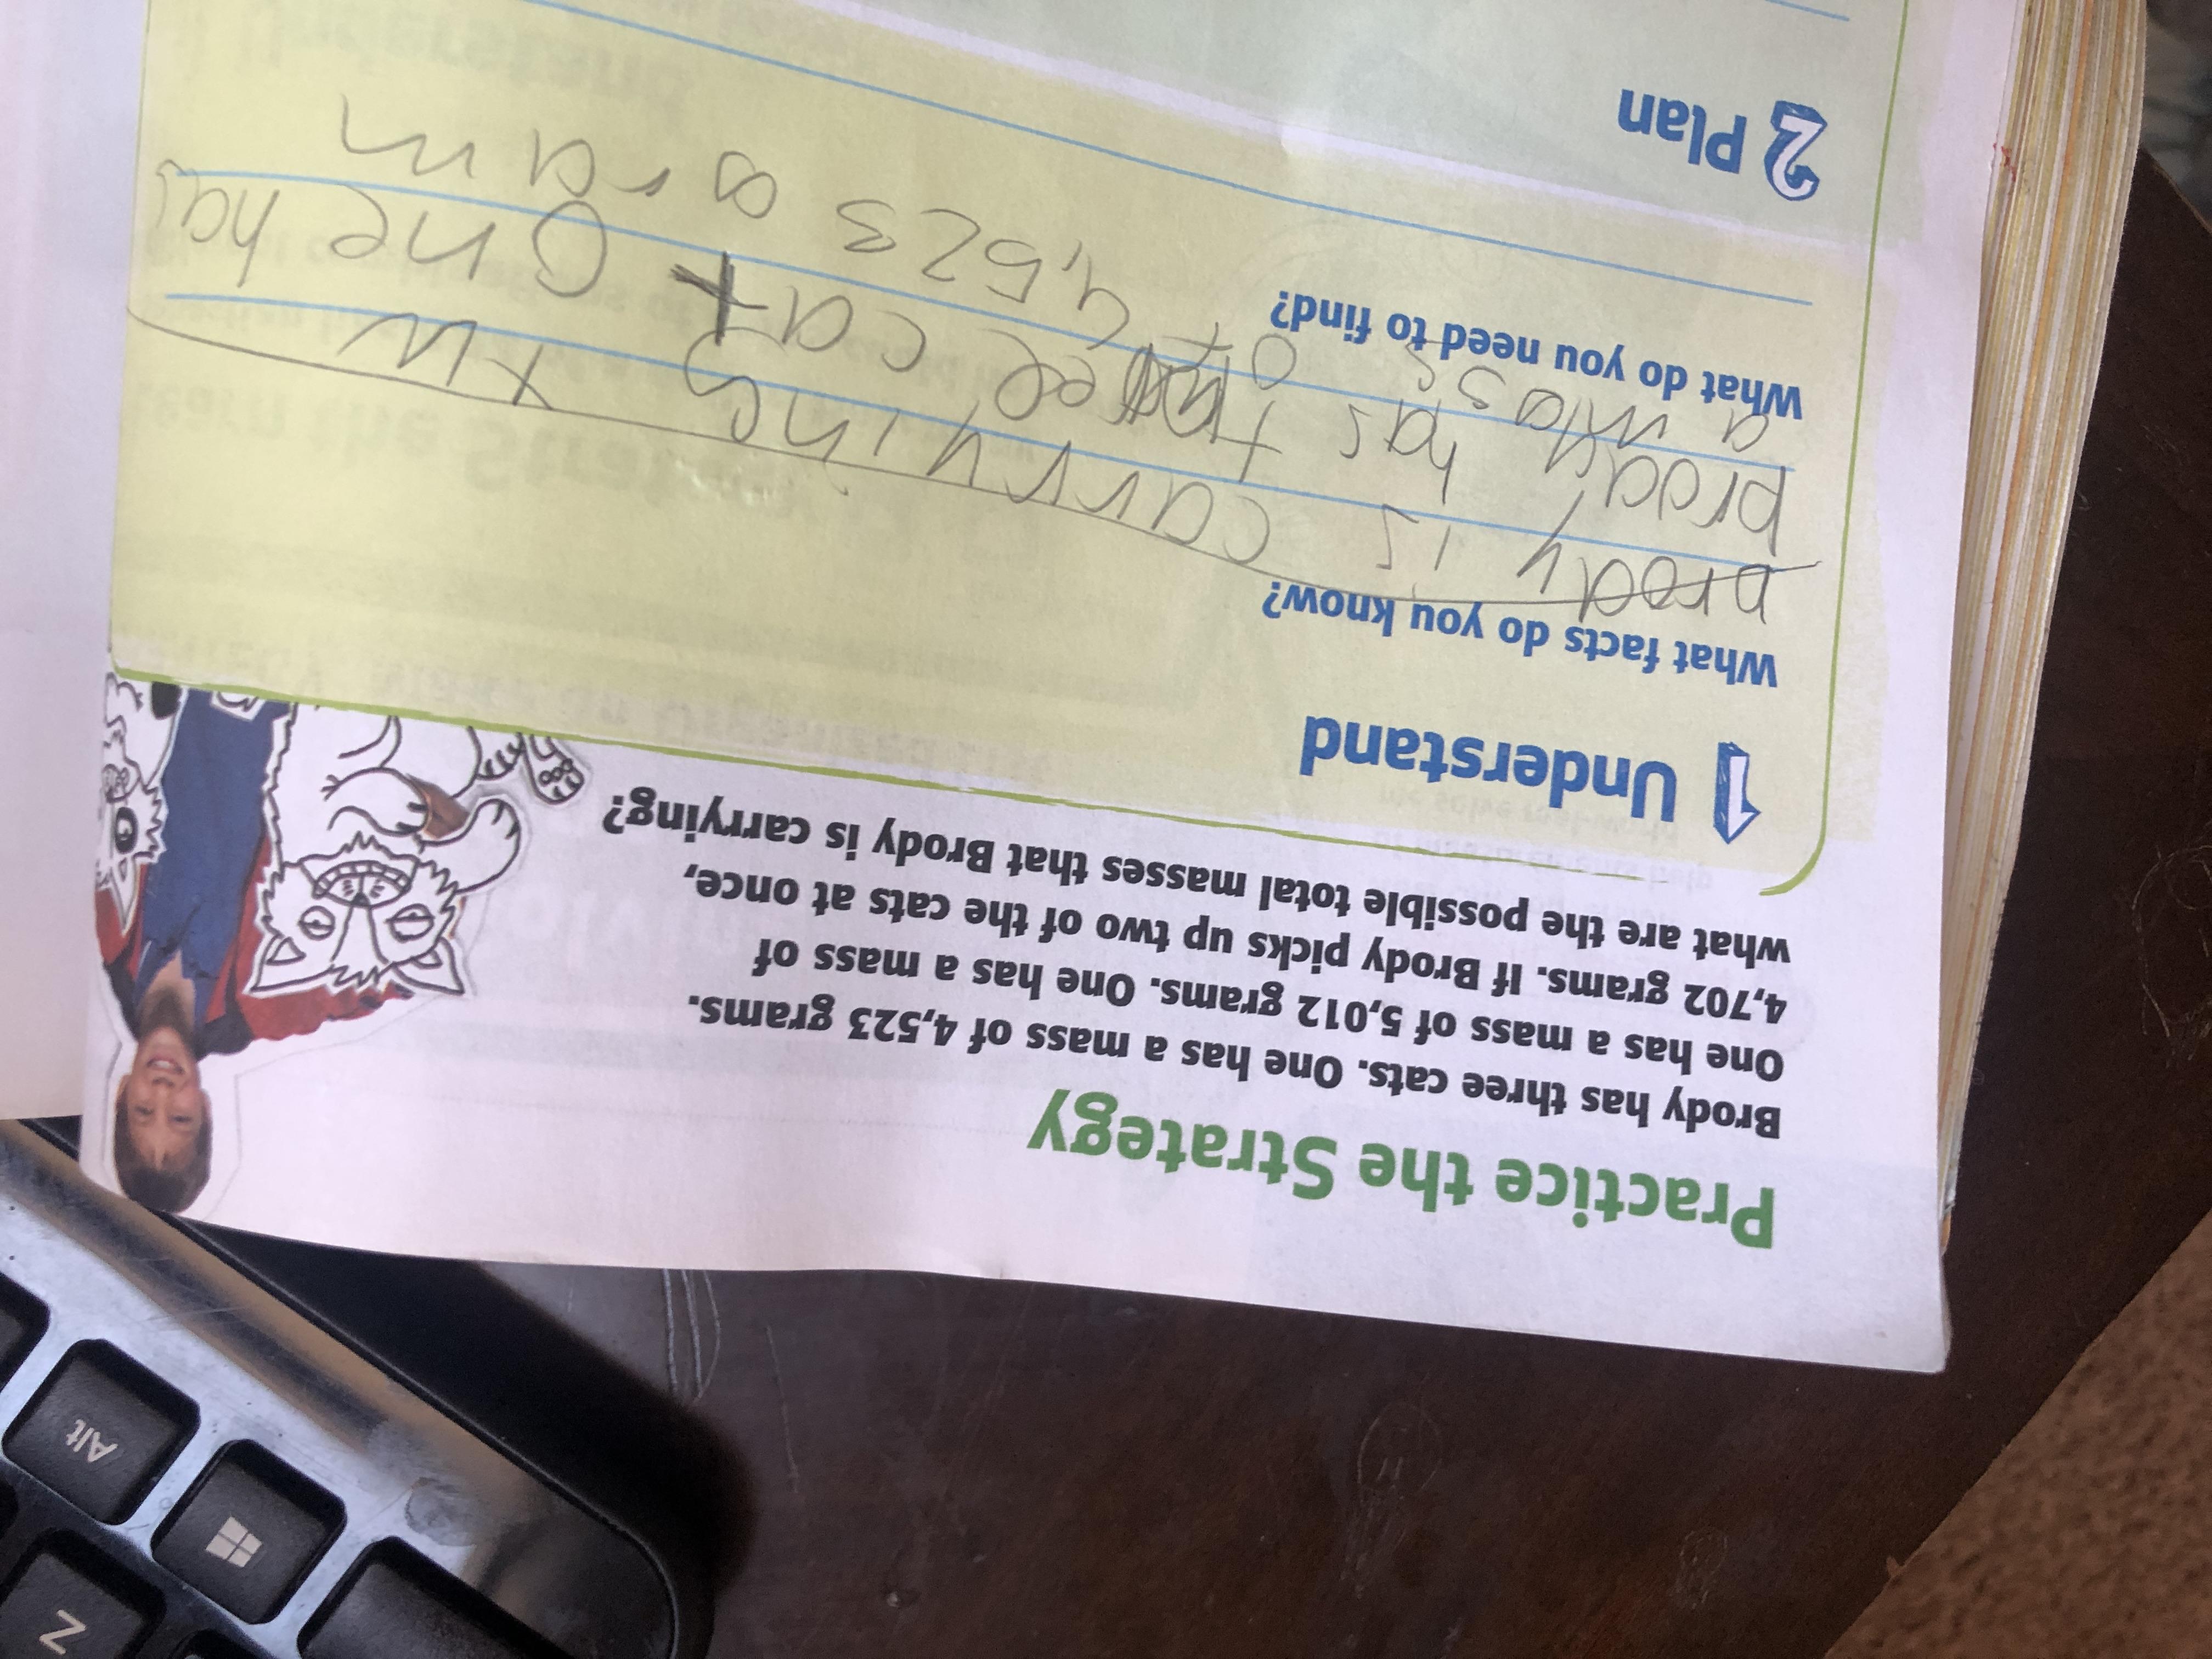 Practice the Strategy
Brody has three cats. One has a mass of 4,523 grams.
One has a mass of 5,012 grams. One has a mass of
4,702 grams. If Brody picks up two of the cats at once,
what are the possible total masses that Brody is carrying?
1 Understand
What facts do you know?
brody is carrying tw
brody has three cat One has
a mass of 4,523 gram
What do you need to find?
2 Plan
Alt
Z